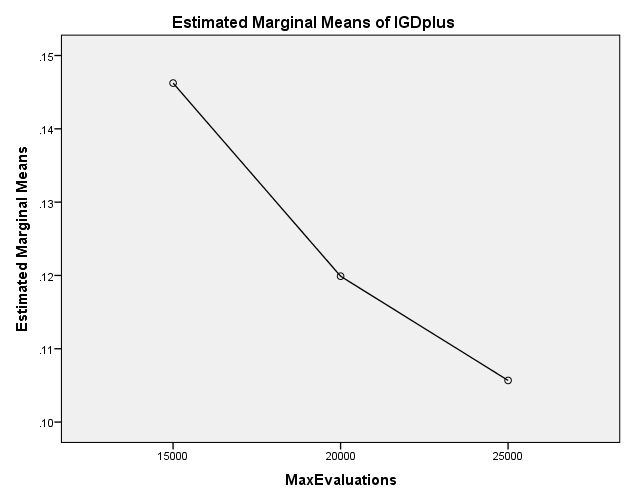 Estimated Marginal Means of IGDplus
Estimated Marginal Means
.15
.14
.13
.12
.11
.10
15000 20000 25000
MaxEvaluations